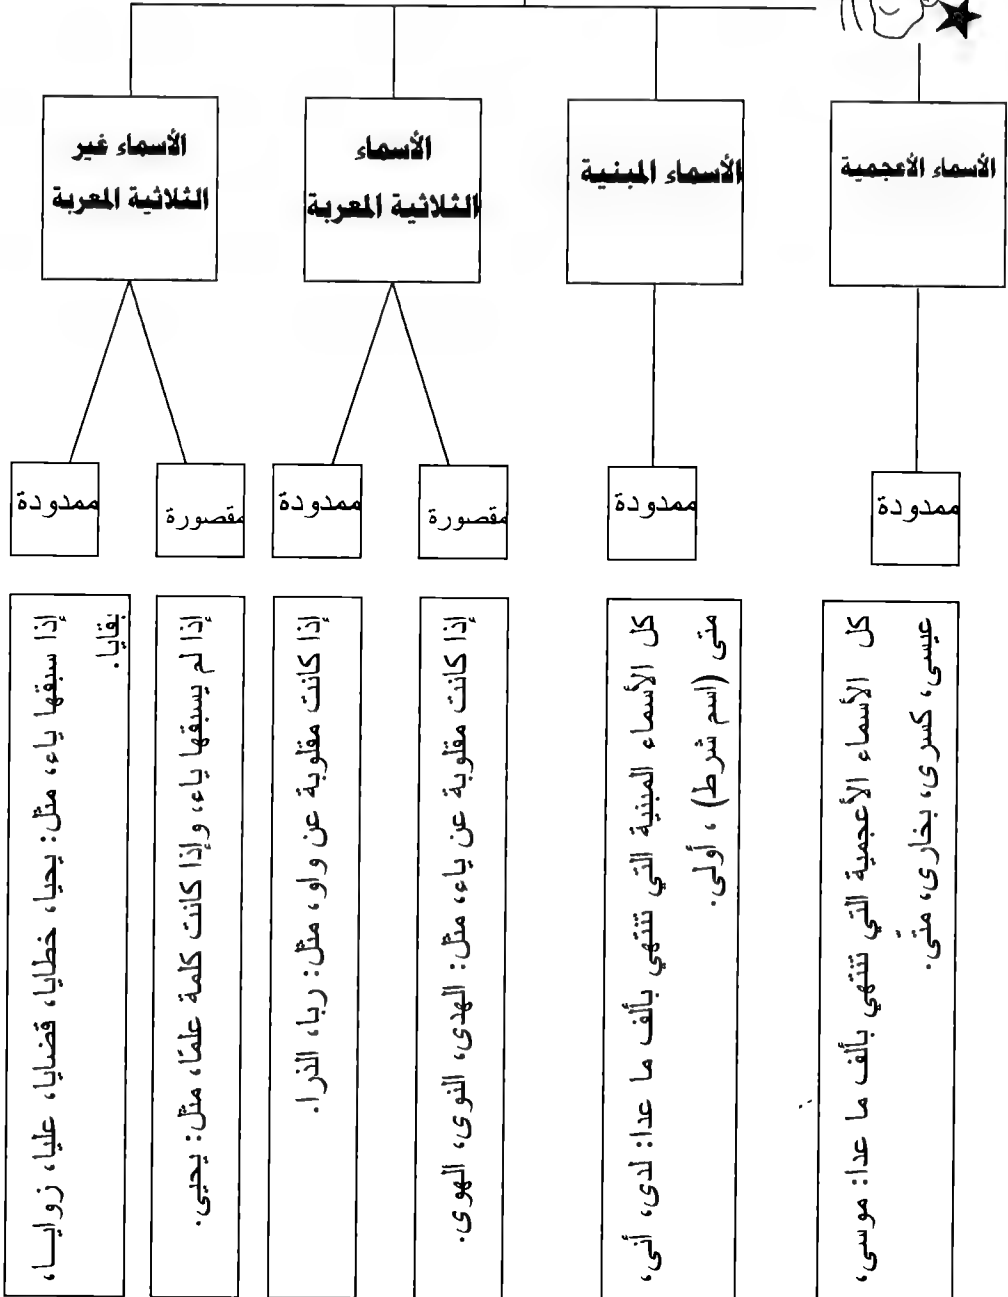 الأسماء الأعجمية
الأسماء المبنية
الأسماء
الثلاثية المعربة
الأسماء غير
الثلاثية المعربة
ممدودة
ممدودة
مقصورة
ممدودة
مقصورة
ممدودة
كل الأسماء الأعجمية التي تنتهي بألف ما عدا: موسى،
عيسى، كسرى، بخارى، متّى.
كل الأسماء المبنية التي تنتهي بألف ما عدا: لدى، أنى،
متى (اسم شرط) ، أولى.
إذا كانت مقلوبة عن ياء، مثل: الهدى، النوى، الهوى.
إذا كانت مقلوبة عن واو، مثل: ربا، الذرا.
إذا لم يسبقها ياء، وإذا كانت كلمة علمًا، مثل: يحيى.
إذا سبقها ياء، مثل: يحيا، خطايا، قضايا، عليا، زوايـا،
بقايا.